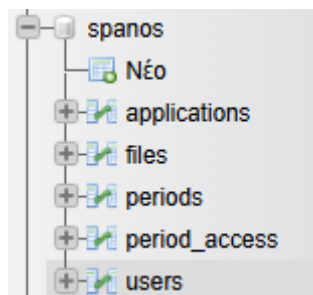 spanos
Νέο
applications
files
periods
period_access
users